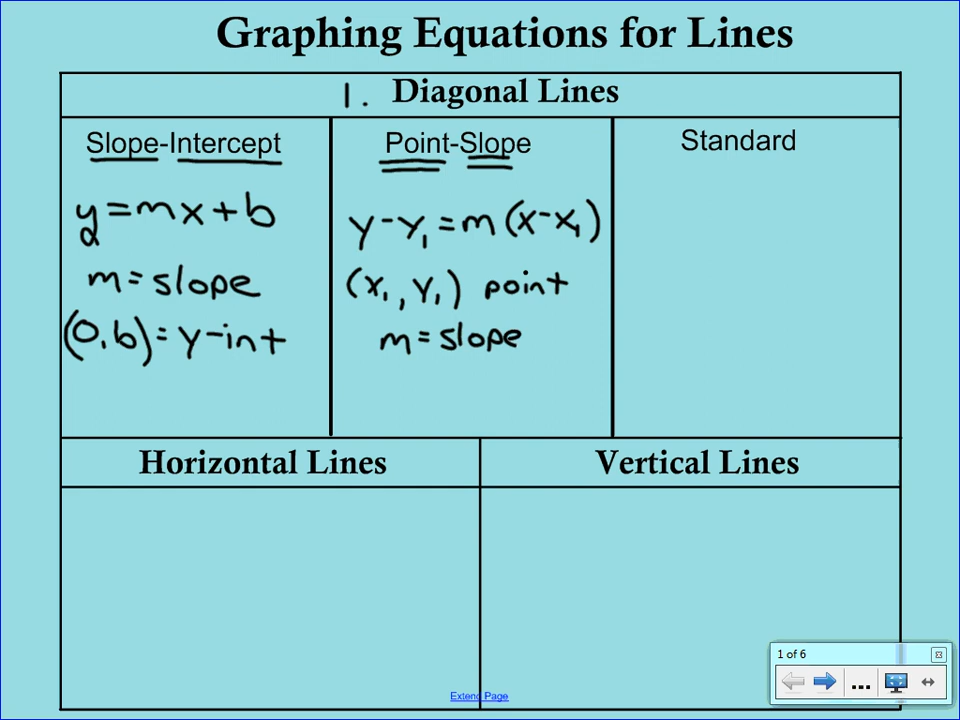 Graphing Equations for Lines
1. Diagonal Lines
Slope-Intercept
y = mx + b
m = slope
(0, b) = y-int
Point-Slope
y - y₁ = m (x - x₁)
(x₁, y₁) point
m = slope
Standard
Horizontal Lines
Vertical Lines
1 of 6
...
Extend Page